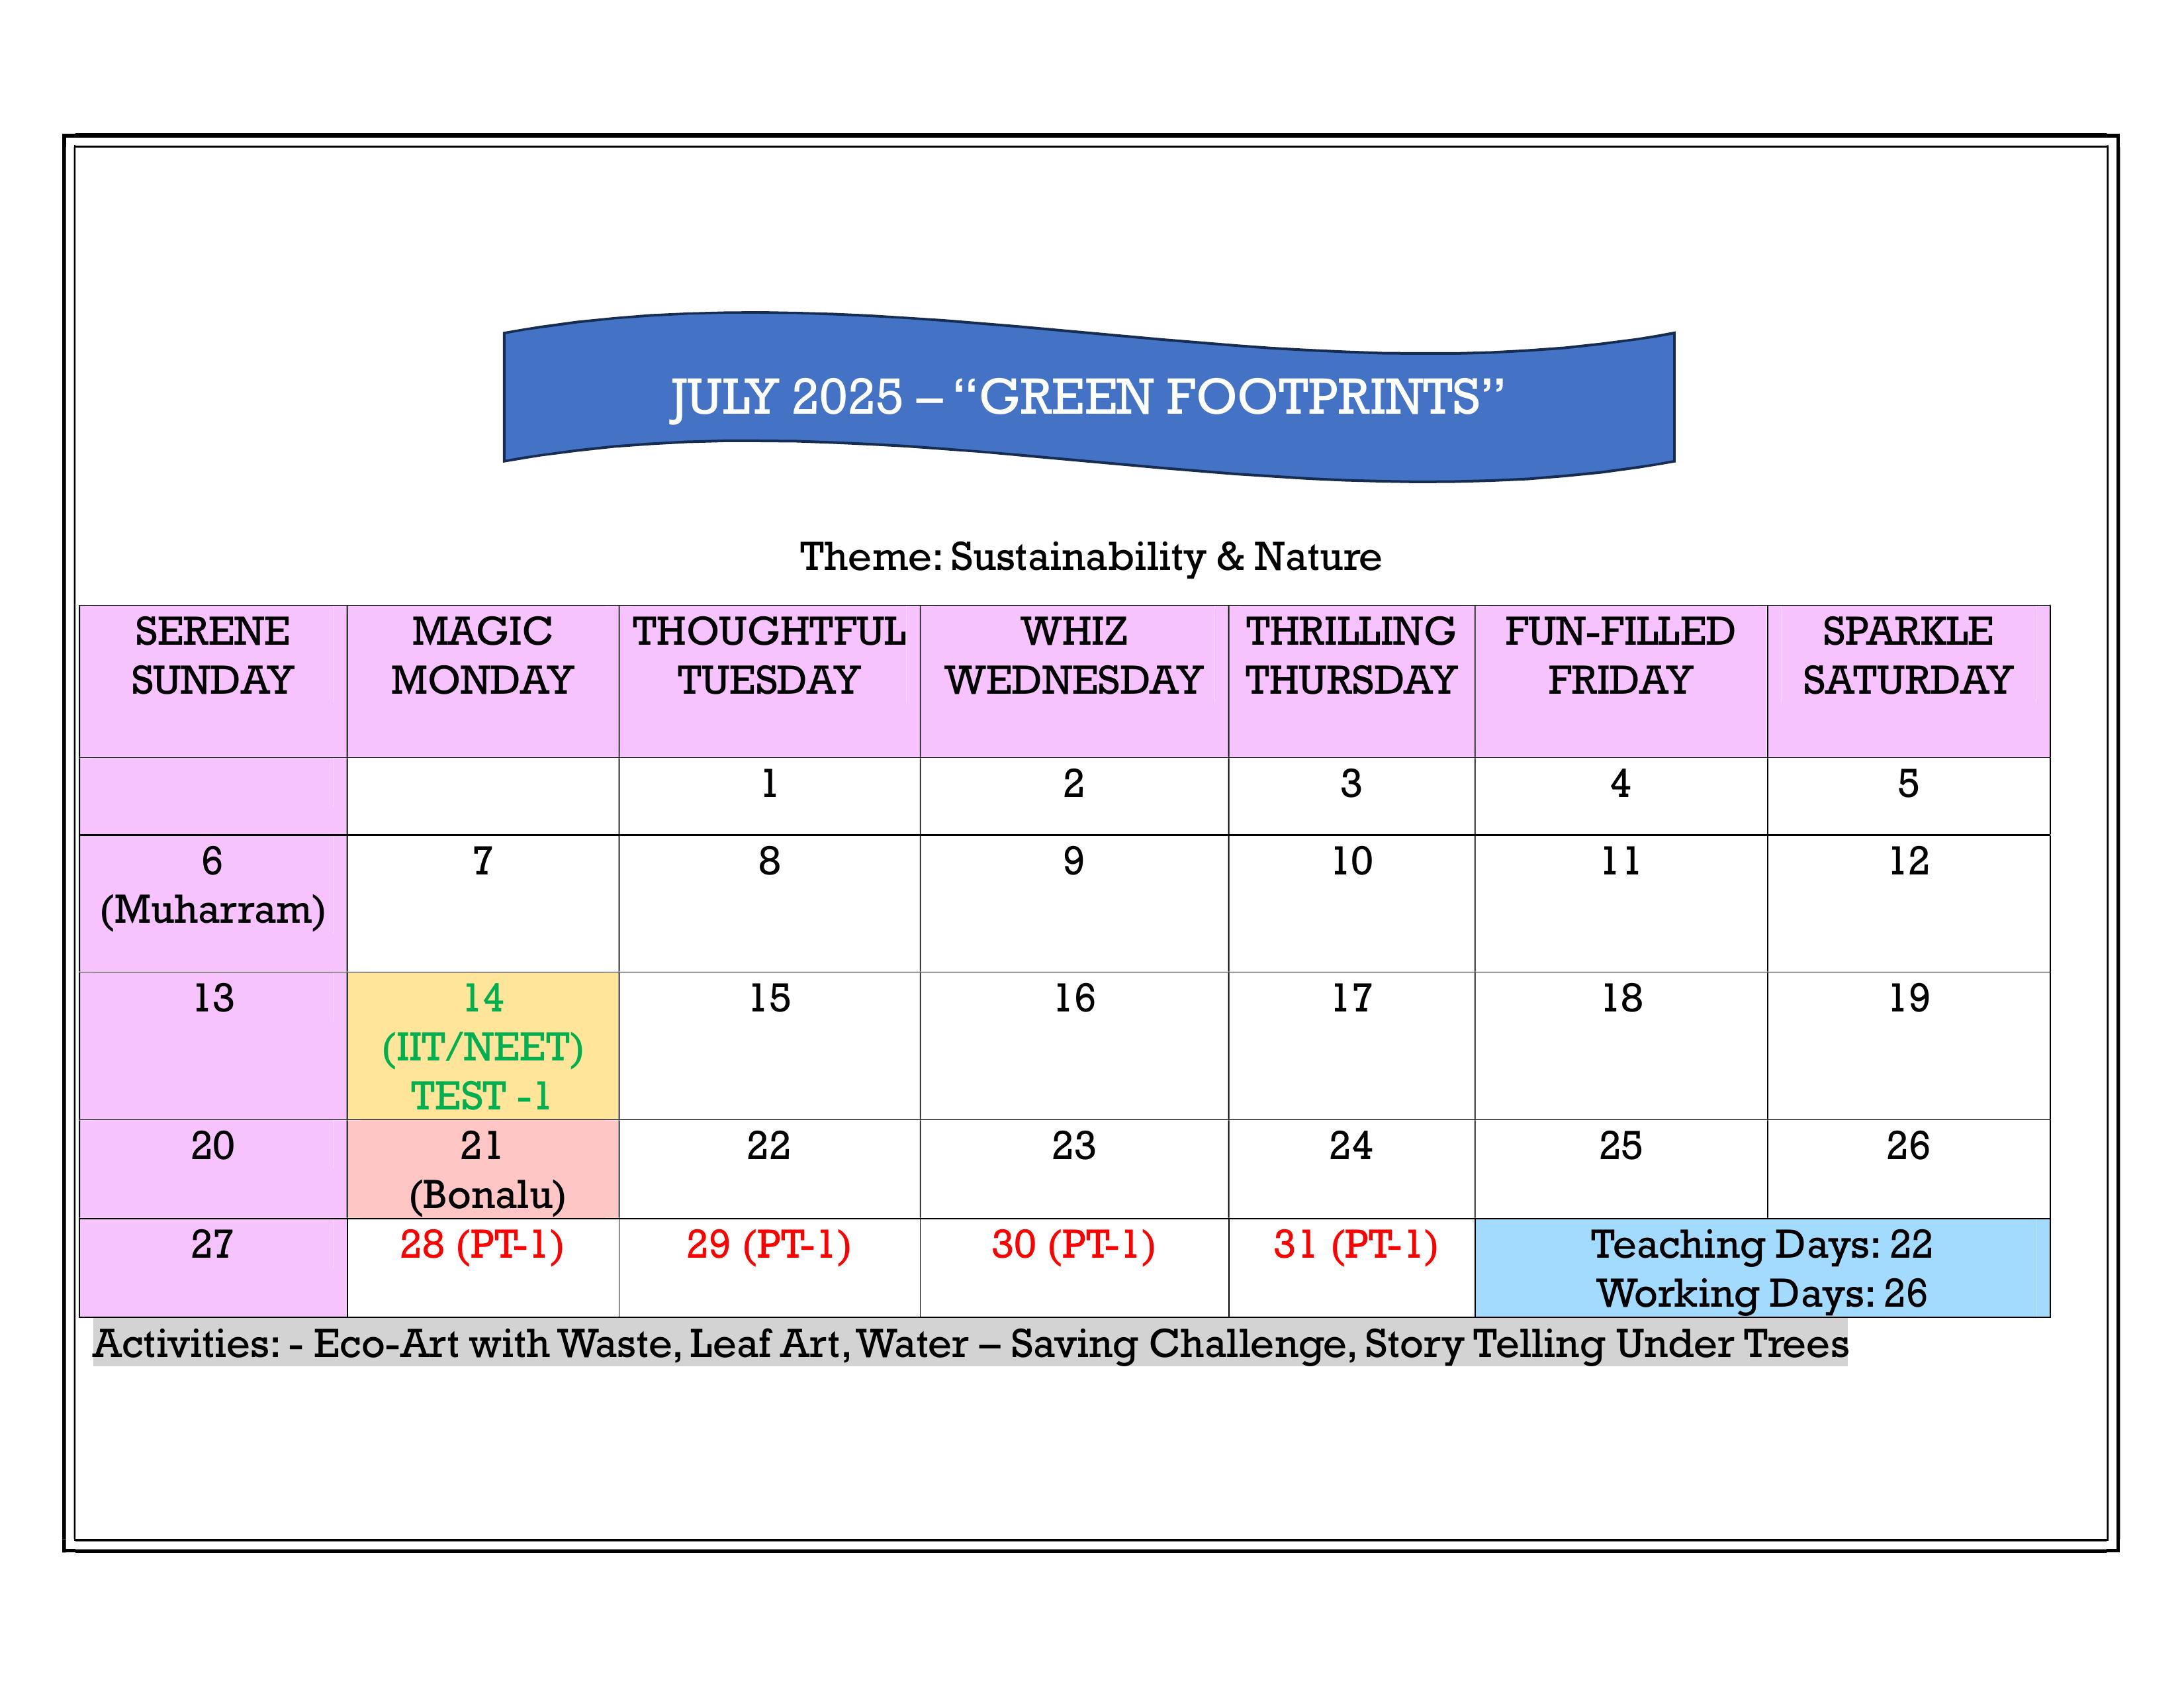 JULY 2025 – “GREEN FOOTPRINTS”
Theme: Sustainability & Nature
SERENE SUNDAY MAGIC MONDAY THOUGHTFUL TUESDAY WHIZ WEDNESDAY THRILLING THURSDAY FUN-FILLED FRIDAY SPARKLE SATURDAY
1 2 3 4 5
6 (Muharram) 7 8 9 10 11 12
13 14 (IIT/NEET) TEST -1 15 16 17 18 19
20 21 (Bonalu) 22 23 24 25 26
27 28 (PT-1) 29 (PT-1) 30 (PT-1) 31 (PT-1) Teaching Days: 22
Working Days: 26
Activities: - Eco-Art with Waste, Leaf Art, Water – Saving Challenge, Story Telling Under Trees